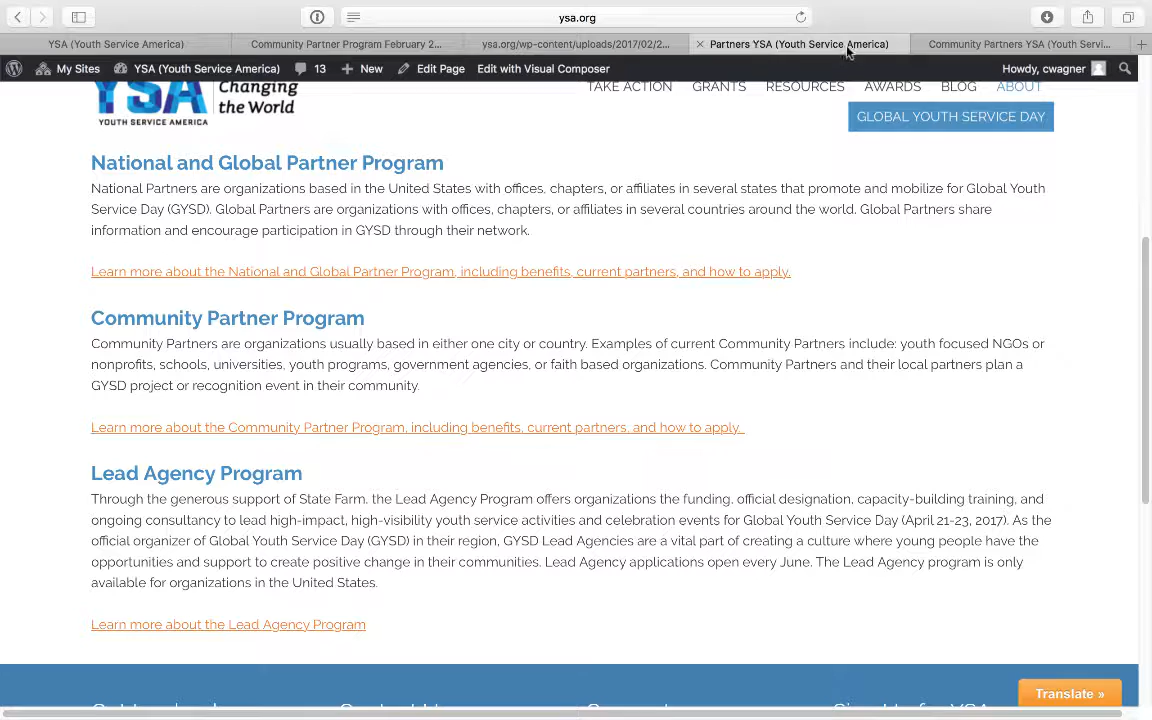 ysa.org
YSA (Youth Service America)
Community Partner Program February 2...
ysa.org/wp-content/uploads/2017/02/2...
Partners YSA (Youth Service America)
Community Partners YSA (Youth Servi...
My Sites
YSA (Youth Service America)
13
New
Edit Page
Edit with Visual Composer
Howdy, cwagner
YSA
YOUTH SERVICE AMERICA
Changing
the World
TAKE ACTION
GRANTS
RESOURCES
AWARDS
BLOG
ABOUT
GLOBAL YOUTH SERVICE DAY
National and Global Partner Program
National Partners are organizations based in the United States with offices, chapters, or affiliates in several states that promote and mobilize for Global Youth
Service Day (GYSD). Global Partners are organizations with offices, chapters, or affiliates in several countries around the world. Global Partners share
information and encourage participation in GYSD through their network.
Learn more about the National and Global Partner Program, including benefits, current partners, and how to apply.
Community Partner Program
Community Partners are organizations usually based in either one city or country. Examples of current Community Partners include: youth focused NGOs or
nonprofits, schools, universities, youth programs, government agencies, or faith based organizations. Community Partners and their local partners plan a
GYSD project or recognition event in their community.
Learn more about the Community Partner Program, including benefits, current partners, and how to apply.
Lead Agency Program
Through the generous support of State Farm, the Lead Agency Program offers organizations the funding, official designation, capacity-building training, and
ongoing consultancy to lead high-impact, high-visibility youth service activities and celebration events for Global Youth Service Day (April 21-23, 2017). As the
official organizer of Global Youth Service Day (GYSD) in their region, GYSD Lead Agencies are a vital part of creating a culture where young people have the
opportunities and support to create positive change in their communities. Lead Agency applications open every June. The Lead Agency program is only
available for organizations in the United States.
Learn more about the Lead Agency Program
Translate »